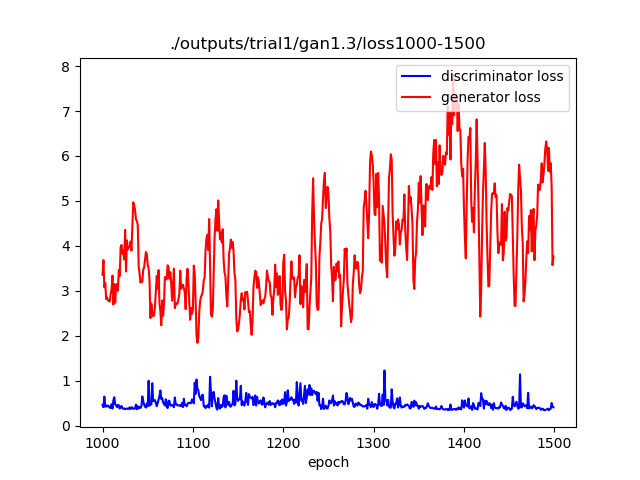 ./outputs/trial1/gan1.3/loss1000-1500
discriminator loss
generator loss
8
7
6
5
4
3
2
1
0
1000 1100 1200 1300 1400 1500
epoch